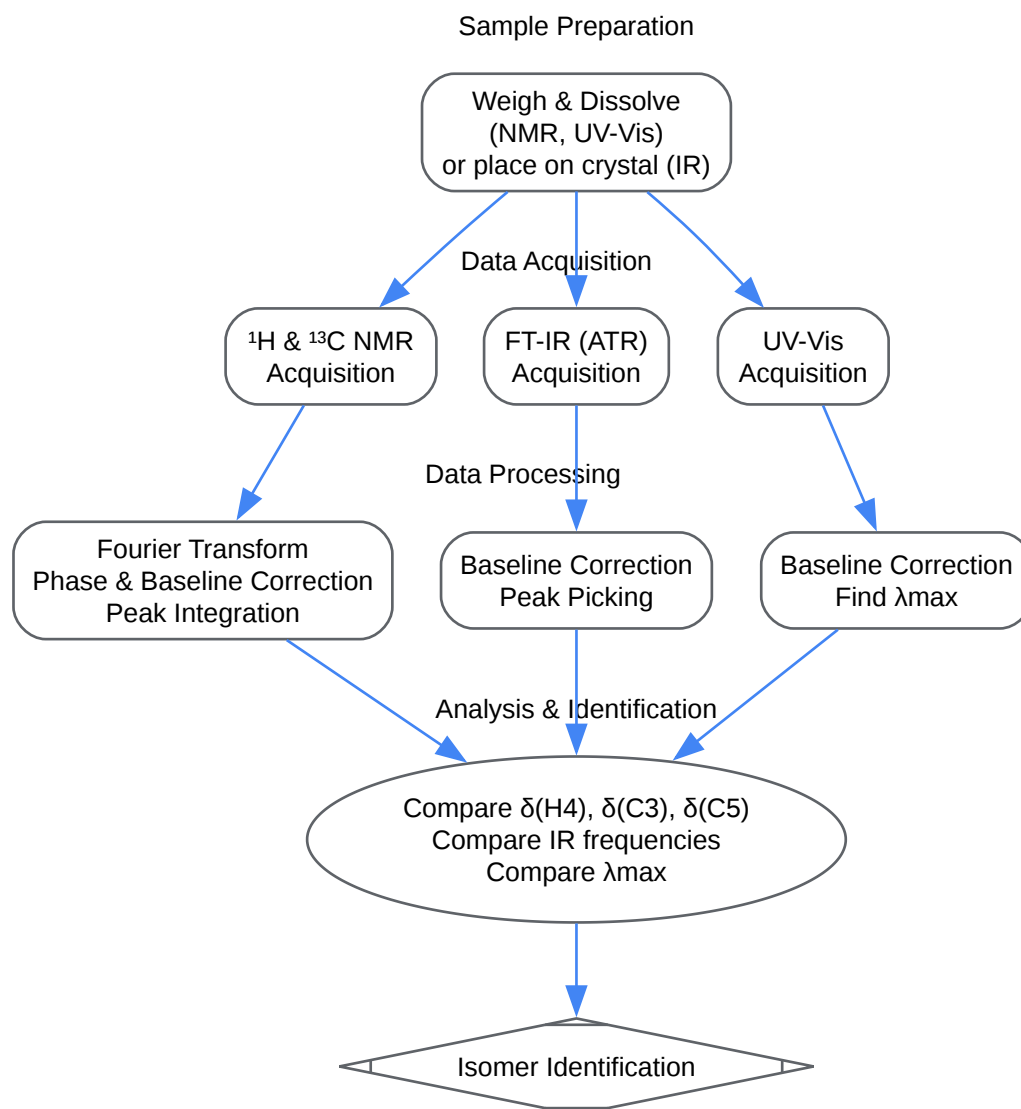 Sample Preparation
Weigh & Dissolve
(NMR, UV-Vis)
or place on crystal (IR)
Data Acquisition
¹H & ¹³C NMR
Acquisition
FT-IR (ATR)
Acquisition
UV-Vis
Acquisition
Data Processing
Fourier Transform
Phase & Baseline Correction
Peak Integration
Baseline Correction
Peak Picking
Baseline Correction
Find λmax
Analysis & Identification
Compare δ(H4), δ(C3), δ(C5)
Compare IR frequencies
Compare λmax
Isomer Identification